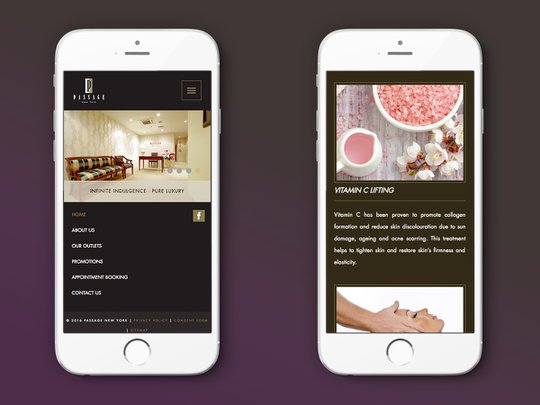 PASSAGE
New York
INFINITE INDULGENCE · PURE LUXURY
HOME
f
ABOUT US
OUR OUTLETS
PROMOTIONS
APPOINTMENT BOOKING
CONTACT US
© 2016 PASSAGE NEW YORK | PRIVACY POLICY | CONSENT FORM
| SITEMAP
VITAMIN C LIFTING
Vitamin C has been proven to promote collagen
formation and reduce skin discolouration due to sun
damage, ageing and acne scarring. This treatment
helps to tighten skin and restore skin's firmness and
elasticity.